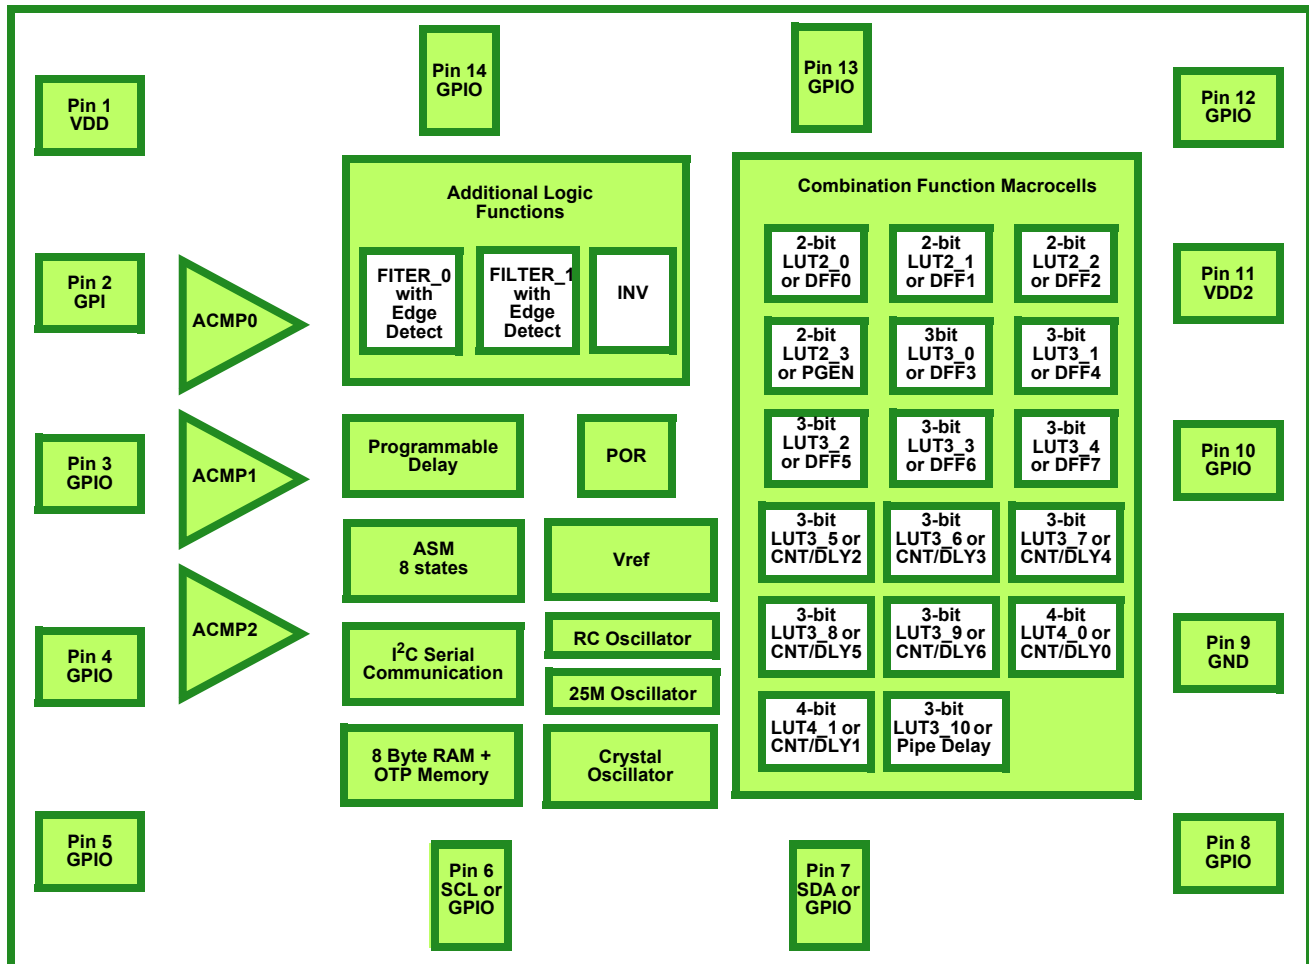 Pin 14
GPIO
Pin 13
GPIO
Pin 1
VDD
Pin 12
GPIO
Additional Logic
Functions
FITER_0
with
Edge
Detect
FILTER_1
with
Edge
Detect
INV
Combination Function Macrocells
2-bit
LUT2_0
or DFF0
2-bit
LUT2_1
or DFF1
2-bit
LUT2_2
or DFF2
2-bit
LUT2_3
or PGEN
3bit
LUT3_0
or DFF3
3-bit
LUT3_1
or DFF4
3-bit
LUT3_2
or DFF5
3-bit
LUT3_3
or DFF6
3-bit
LUT3_4
or DFF7
3-bit
LUT3_5 or
CNT/DLY2
3-bit
LUT3_6 or
CNT/DLY3
3-bit
LUT3_7 or
CNT/DLY4
3-bit
LUT3_8 or
CNT/DLY5
3-bit
LUT3_9 or
CNT/DLY6
4-bit
LUT4_0 or
CNT/DLY0
4-bit
LUT4_1 or
CNT/DLY1
3-bit
LUT3_10 or
Pipe Delay
Pin 2
GPI
ACMP0
Pin 11
VDD2
Pin 3
GPIO
ACMP1
Programmable
Delay
POR
Pin 10
GPIO
ASM
8 states
Vref
ACMP2
Pin 4
GPIO
I²C Serial
Communication
RC Oscillator
25M Oscillator
Pin 9
GND
8 Byte RAM +
OTP Memory
Crystal
Oscillator
Pin 5
GPIO
Pin 6
SCL or
GPIO
Pin 7
SDA or
GPIO
Pin 8
GPIO